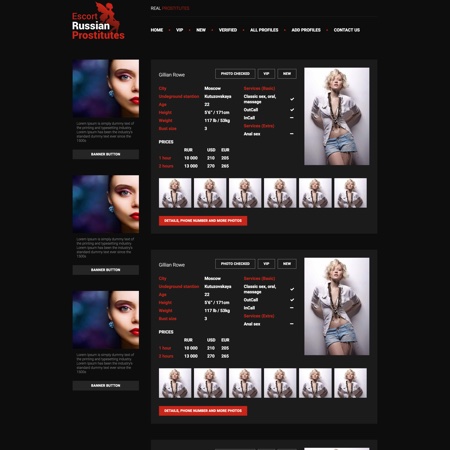 Escort
Russian
Prostitutes
REAL PROSTITUTES
HOME • VIP • NEW • VERIFIED • ALL PROFILES • ADD PROFILES • CONTACT US
Lorem Ipsum is simply dummy text of
the printing and typesetting industry.
Lorem Ipsum has been the industry's
standard dummy text ever since the
1500s
BANNER BUTTON
Lorem Ipsum is simply dummy text of
the printing and typesetting industry.
Lorem Ipsum has been the industry's
standard dummy text ever since the
1500s
BANNER BUTTON
Lorem Ipsum is simply dummy text of
the printing and typesetting industry.
Lorem Ipsum has been the industry's
standard dummy text ever since the
1500s
BANNER BUTTON
Gillian Rowe PHOTO CHECKED VIP NEW
City Moscow
Undeground stantion Kutuzovskaya
Age 22
Height 5'6" / 171cm
Weight 117 lb / 53kg
Bust size 3
Services (Basic)
Classic sex, oral,
massage
OutCall
InCall
Services (Extra)
Anal sex
PRICES
RUR USD EUR
1 hour 10 000 210 205
2 hours 13 000 270 265
DETAILS, PHONE NUMBER AND MORE PHOTOS
Gillian Rowe PHOTO CHECKED VIP NEW
City Moscow
Undeground stantion Kutuzovskaya
Age 22
Height 5'6" / 171cm
Weight 117 lb / 53kg
Bust size 3
Services (Basic)
Classic sex, oral,
massage
OutCall
InCall
Services (Extra)
Anal sex
PRICES
RUR USD EUR
1 hour 10 000 210 205
2 hours 13 000 270 265
DETAILS, PHONE NUMBER AND MORE PHOTOS